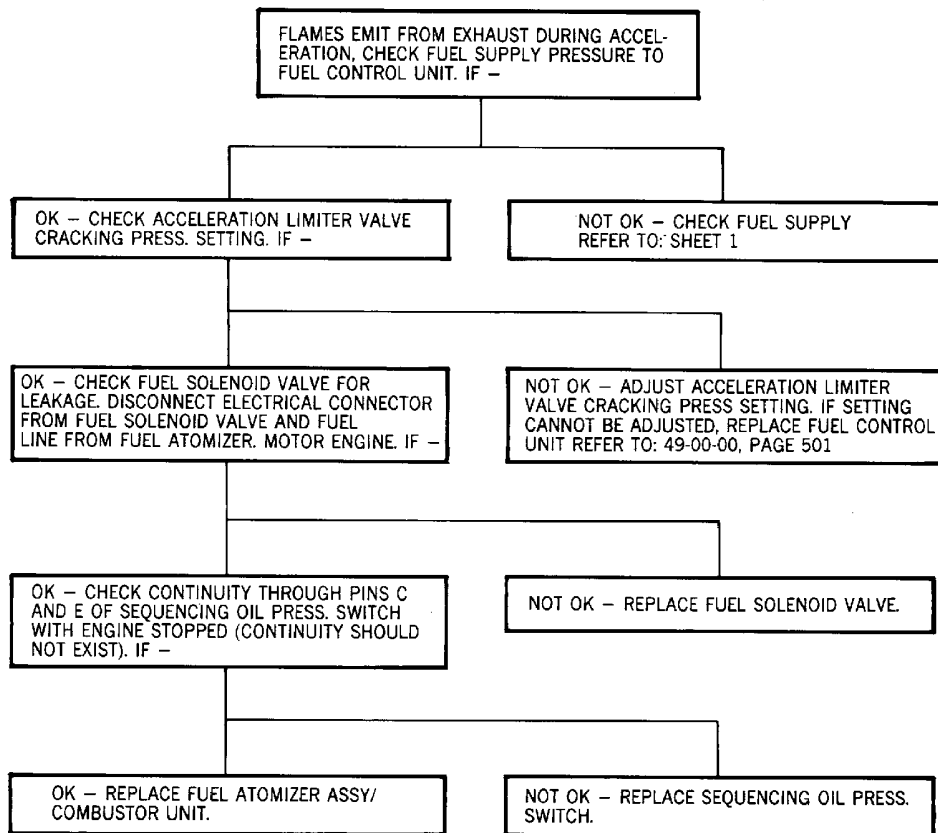 FLAMES EMIT FROM EXHAUST DURING ACCEL-
ERATION, CHECK FUEL SUPPLY PRESSURE TO
FUEL CONTROL UNIT. IF –
OK – CHECK ACCELERATION LIMITER VALVE
CRACKING PRESS. SETTING. IF –
NOT OK – CHECK FUEL SUPPLY
REFER TO: SHEET 1
OK – CHECK FUEL SOLENOID VALVE FOR
LEAKAGE. DISCONNECT ELECTRICAL CONNECTOR
FROM FUEL SOLENOID VALVE AND FUEL
LINE FROM FUEL ATOMIZER. MOTOR ENGINE. IF –
NOT OK – ADJUST ACCELERATION LIMITER
VALVE CRACKING PRESS SETTING. IF SETTING
CANNOT BE ADJUSTED, REPLACE FUEL CONTROL
UNIT REFER TO: 49-00-00, PAGE 501
OK – CHECK CONTINUITY THROUGH PINS C
AND E OF SEQUENCING OIL PRESS. SWITCH
WITH ENGINE STOPPED (CONTINUITY SHOULD
NOT EXIST). IF –
NOT OK – REPLACE FUEL SOLENOID VALVE.
OK – REPLACE FUEL ATOMIZER ASSY/
COMBUSTOR UNIT.
NOT OK – REPLACE SEQUENCING OIL PRESS.
SWITCH.